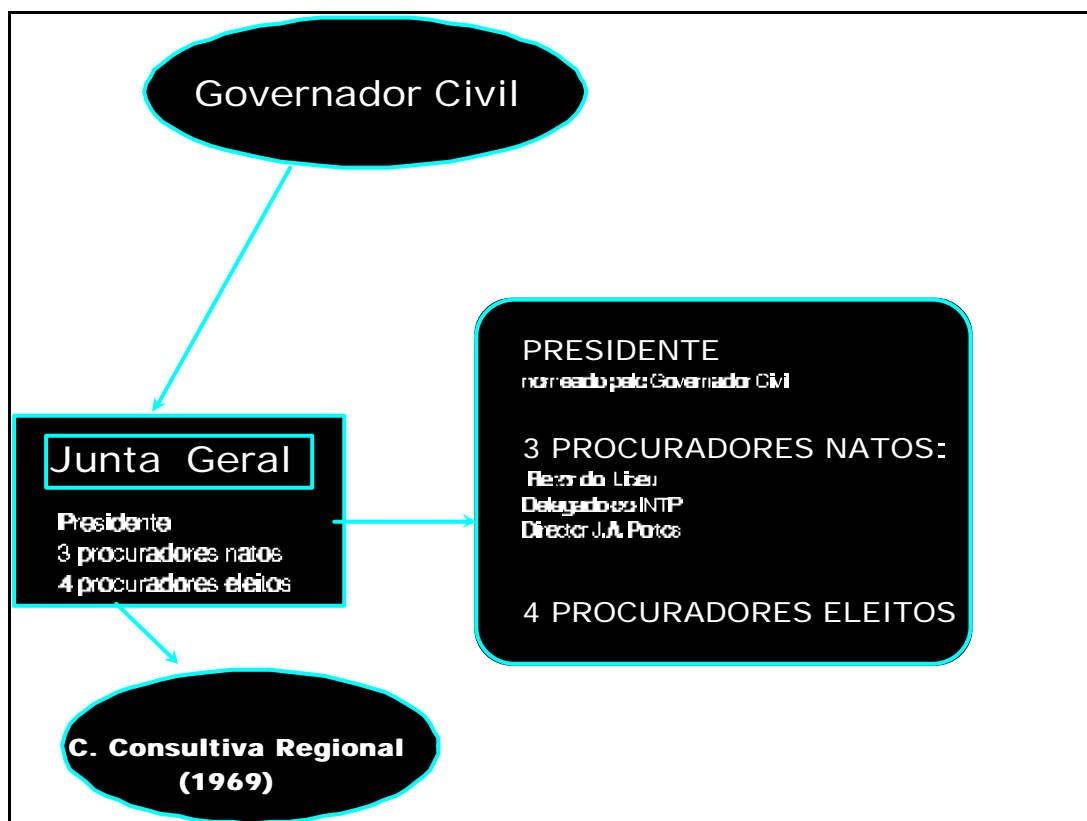 Governador Civil
PRESIDENTE
nomeado pelo Governador Civil
3 PROCURADORES NATOS:
Reitor do Liceu
Delegado do INTP
Director J.A. Portos
4 PROCURADORES ELEITOS
Junta Geral
Presidente
3 procuradores natos
4 procuradores eleitos
C. Consultiva Regional
(1969)